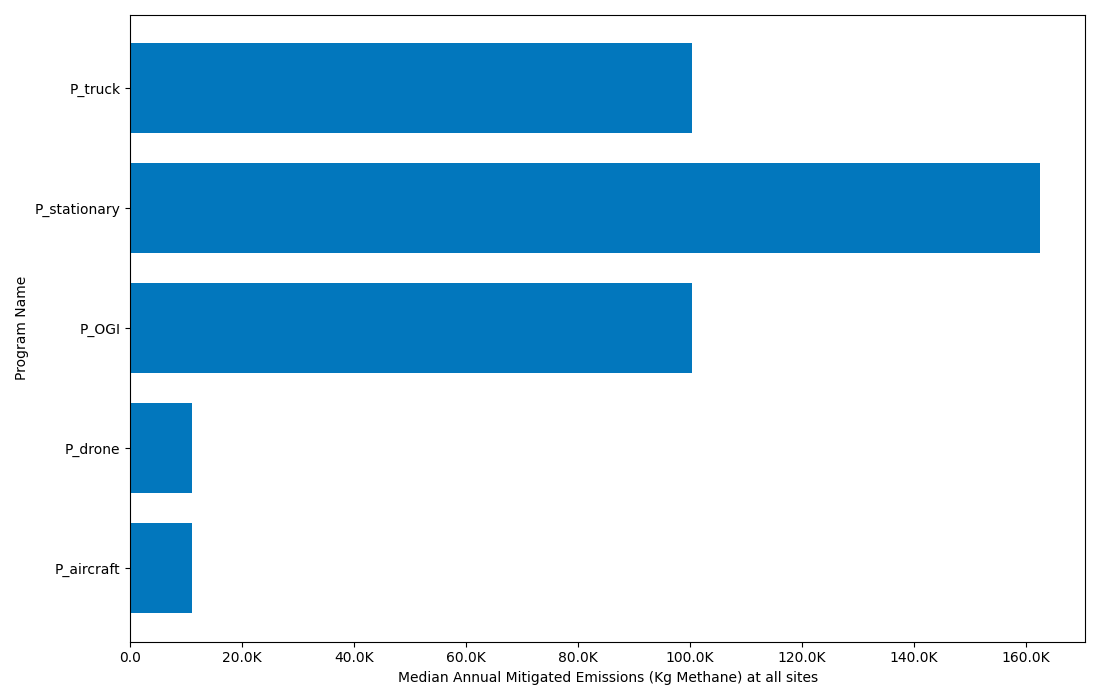 P_truck
P_stationary
P_OGI
P_drone
P_aircraft
Program Name
0.0 20.0K 40.0K 60.0K 80.0K 100.0K 120.0K 140.0K 160.0K
Median Annual Mitigated Emissions (Kg Methane) at all sites